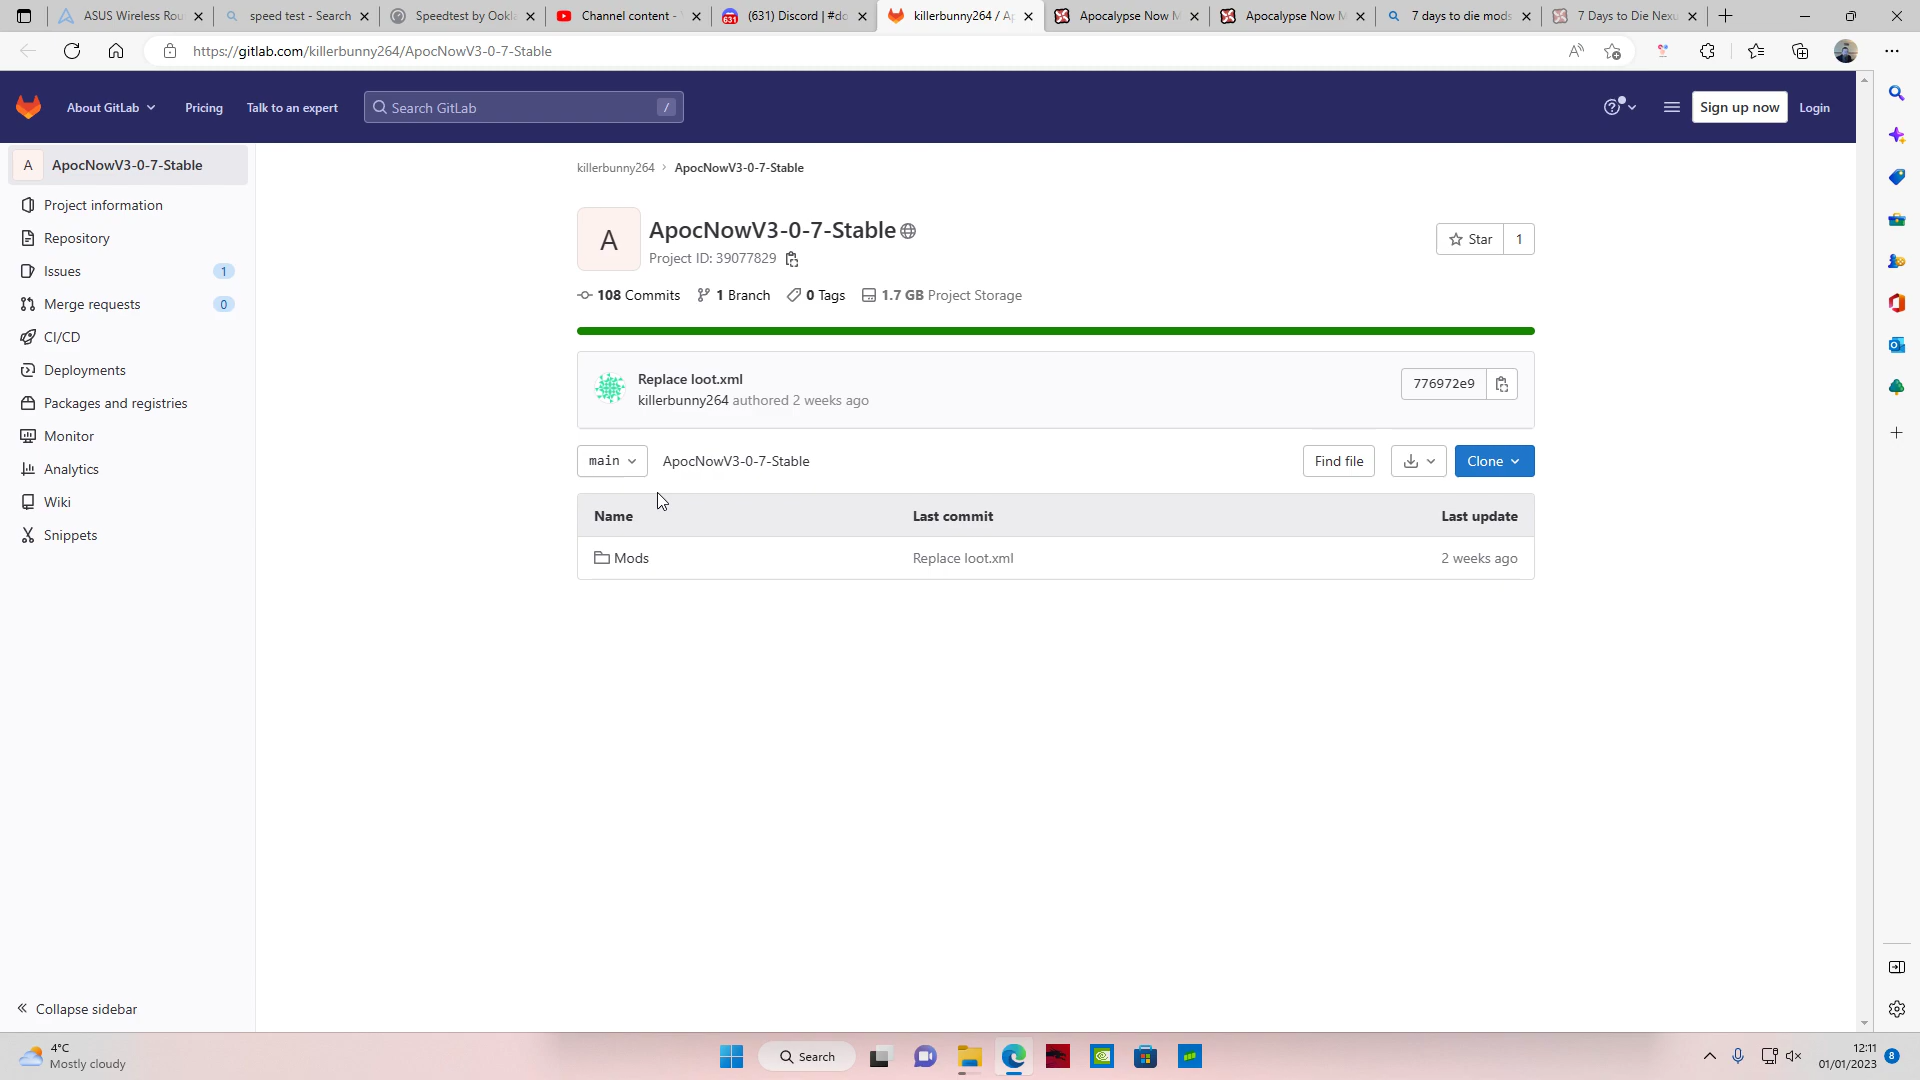 ASUS Wireless Rou
speed test - Search
Speedtest by Ookla
Channel content -
(631) Discord | #do
killerbunny264 / Ap
Apocalypse Now M
Apocalypse Now M
7 days to die mods
7 Days to Die Nexu
https://gitlab.com/killerbunny264/ApocNowV3-0-7-Stable
About GitLab
Pricing
Talk to an expert
Search GitLab
/
Sign up now
Login
A ApocNowV3-0-7-Stable
Project information
Repository
Issues 1
Merge requests 0
CI/CD
Deployments
Packages and registries
Monitor
Analytics
Wiki
Snippets
Collapse sidebar
killerbunny264 › ApocNowV3-0-7-Stable
A
ApocNowV3-0-7-Stable
Project ID: 39077829
Star 1
108 Commits 1 Branch 0 Tags 1.7 GB Project Storage
Replace loot.xml
killerbunny264 authored 2 weeks ago
776972e9
main ApocNowV3-0-7-Stable
Find file
Clone
Name Last commit Last update
Mods Replace loot.xml 2 weeks ago
4°C
Mostly cloudy
Search
12:11
01/01/2023
8